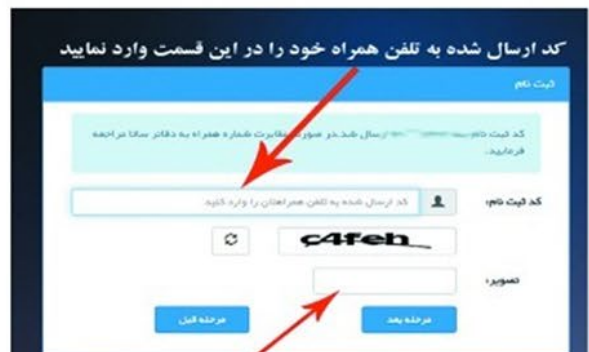 کد ارسال شده به تلفن همراه خود را در این قسمت وارد نمایید
ثبت نام
کد ثبت نام ارسال شد.در صورت مغایرت شماره همراه به دفاتر ساتا مراجعه
فرمایید.
کد ثبت نام:
کد ارسال شده به تلفن همراهتان را وارد کنید
c4feh
تصویر:
مرحله بعد
مرحله قبل